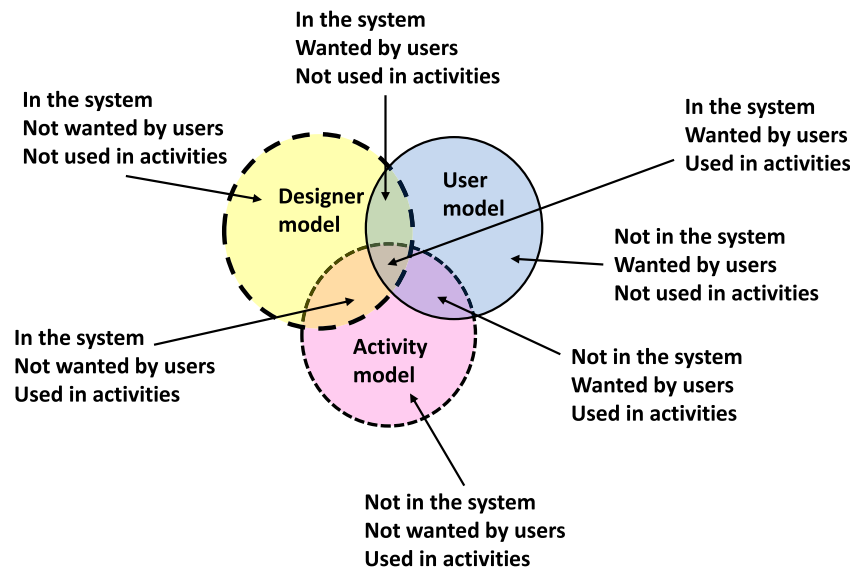 In the system
Wanted by users
Not used in activities
In the system
Not wanted by users
Not used in activities
In the system
Wanted by users
Used in activities
Designer
model
User
model
Not in the system
Wanted by users
Not used in activities
In the system
Not wanted by users
Used in activities
Activity
model
Not in the system
Wanted by users
Used in activities
Not in the system
Not wanted by users
Used in activities